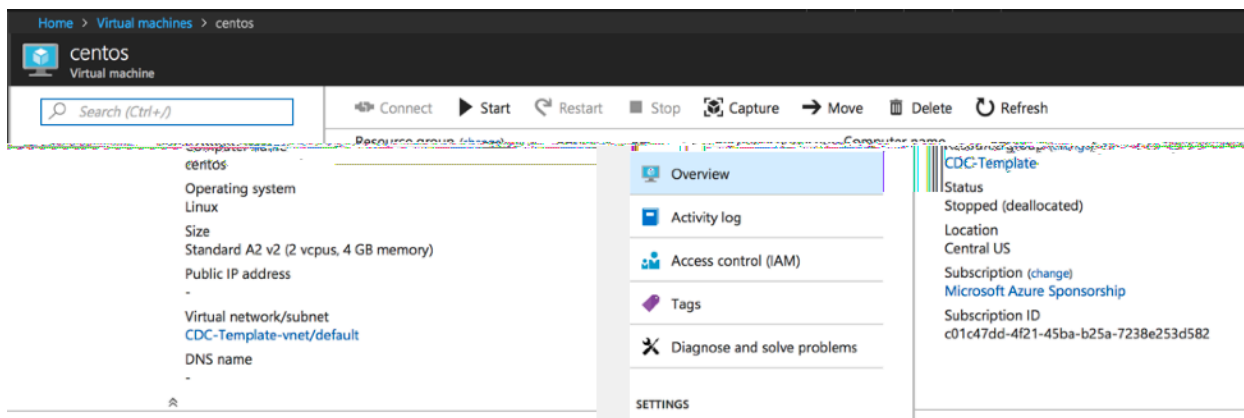 Home > Virtual machines > centos
centos
Virtual machine
Search (Ctrl+/)
Connect Start Restart Stop Capture Move Delete Refresh
Resource group (change) Computer name
centos
Operating system
Linux
Size
Standard A2 v2 (2 vcpus, 4 GB memory)
Public IP address
-
Virtual network/subnet
CDC-Template-vnet/default
DNS name
-
Overview
Activity log
Access control (IAM)
Tags
Diagnose and solve problems
SETTINGS
CDC-Template
Status
Stopped (deallocated)
Location
Central US
Subscription (change)
Microsoft Azure Sponsorship
Subscription ID
c01c47dd-4f21-45ba-b25a-7238e253d582